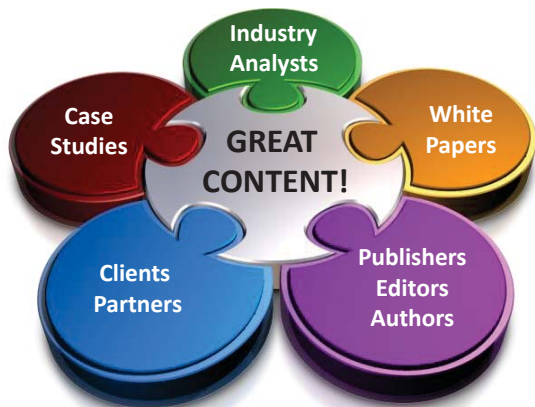 Industry
Analysts
Case
Studies
White
Papers
GREAT
CONTENT!
Clients
Partners
Publishers
Editors
Authors